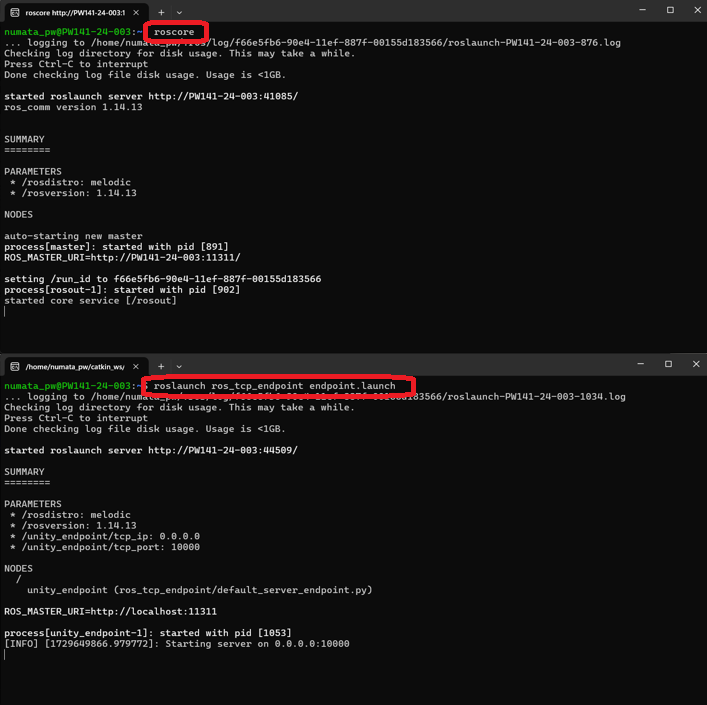 roscore http://PW141-24-003:1
numata_pw@PW141-24-003:~ roscore
... logging to /home/numata_pw/.ros/log/f66e5fb6-90e4-11ef-887f-00155d183566/roslaunch-PW141-24-003-876.log
Checking log directory for disk usage. This may take a while.
Press Ctrl-C to interrupt
Done checking log file disk usage. Usage is <1GB.
started roslaunch server http://PW141-24-003:41085/
ros_comm version 1.14.13
SUMMARY
========
PARAMETERS
* /rosdistro: melodic
* /rosversion: 1.14.13
NODES
auto-starting new master
process[master]: started with pid [891]
ROS_MASTER_URI=http://PW141-24-003:11311/
setting /run_id to f66e5fb6-90e4-11ef-887f-00155d183566
process[rosout-1]: started with pid [902]
started core service [/rosout]
/home/numata_pw/catkin_ws/
numata_pw@PW141-24-003:~$ roslaunch ros_tcp_endpoint endpoint.launch
... logging to /roslaunch-PW141-24-003-1034.log
Checking log directory for disk usage. This may take a while.
Press Ctrl-C to interrupt
Done checking log file disk usage. Usage is <1GB.
started roslaunch server http://PW141-24-003:44509/
SUMMARY
========
PARAMETERS
* /rosdistro: melodic
* /rosversion: 1.14.13
* /unity_endpoint/tcp_ip: 0.0.0.0
* /unity_endpoint/tcp_port: 10000
NODES
/
unity_endpoint (ros_tcp_endpoint/default_server_endpoint.py)
ROS_MASTER_URI=http://localhost:11311
process[unity_endpoint-1]: started with pid [1053]
[INFO] [1729649866.979772]: Starting server on 0.0.0.0:10000